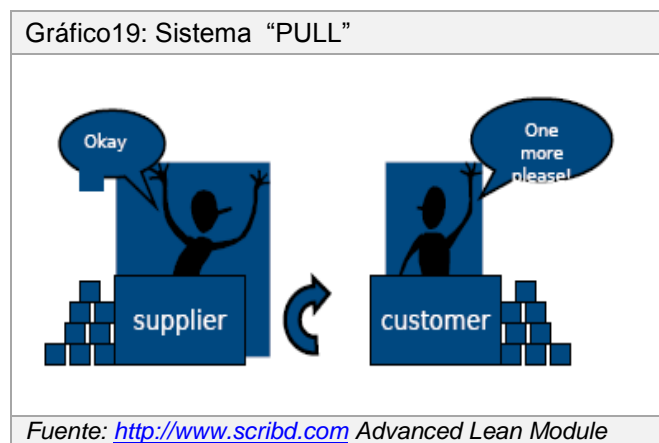 Gráfico19: Sistema “PULL”
Okay
One
more
please!
supplier
customer
Fuente: http://www.scribd.com Advanced Lean Module